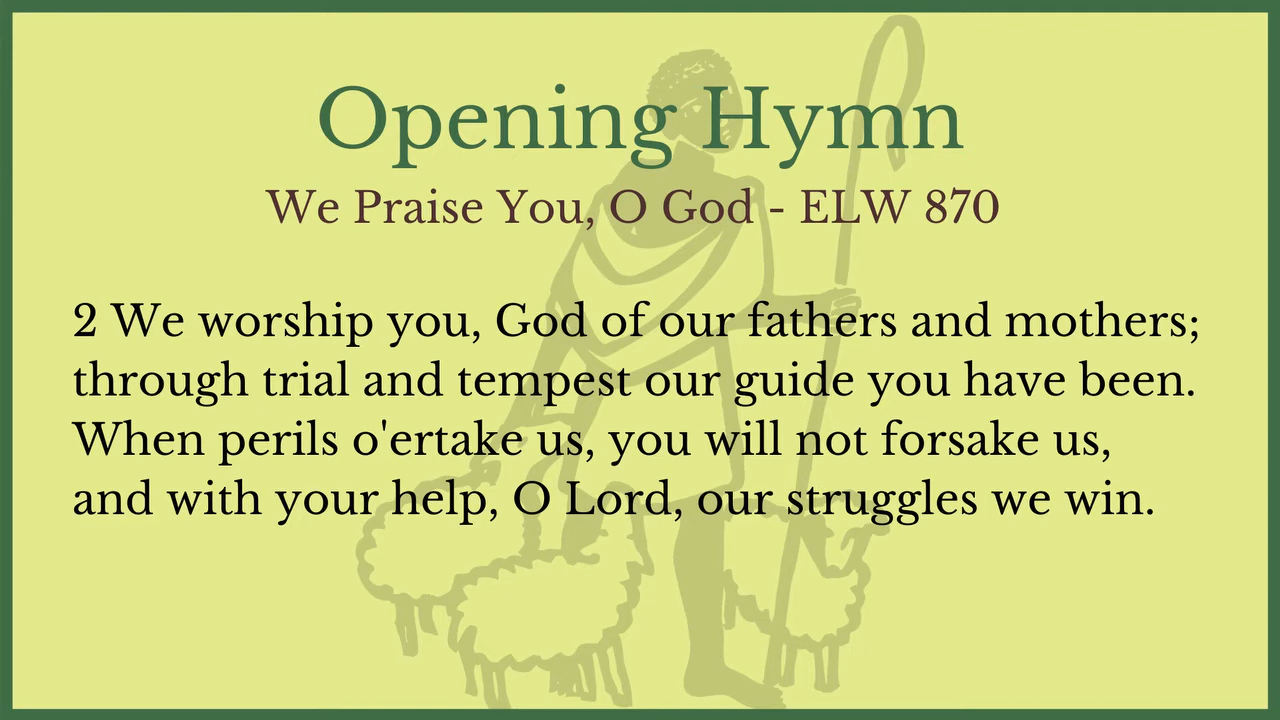 Opening Hymn
We Praise You, O God - ELW 870
2 We worship you, God of our fathers and mothers;
through trial and tempest our guide you have been.
When perils o'ertake us, you will not forsake us,
and with your help, O Lord, our struggles we win.